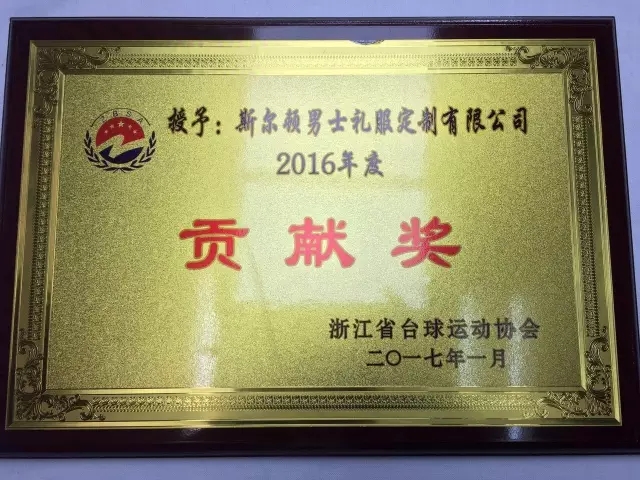 ZBSA
授予：斯尔顿男士礼服定制有限公司
2016年度
贡献奖
浙江省台球运动协会
二〇一七年一月